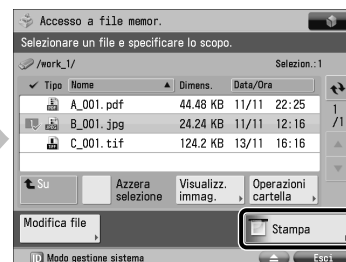 Accesso a file memor.
Selezionare un file e specificare lo scopo.
/work_1/ Selezion.:1
Tipo Nome Dimens. Data/Ora
A_001.pdf 44.48 KB 11/11 22:25
B_001.jpg 24.24 KB 11/11 12:16
C_001.tif 124.2 KB 13/11 16:16
1
/1
Su Azzera selezione Visualizz. immag. Operazioni cartella
Modifica file Stampa
ID Modo gestione sistema Esci